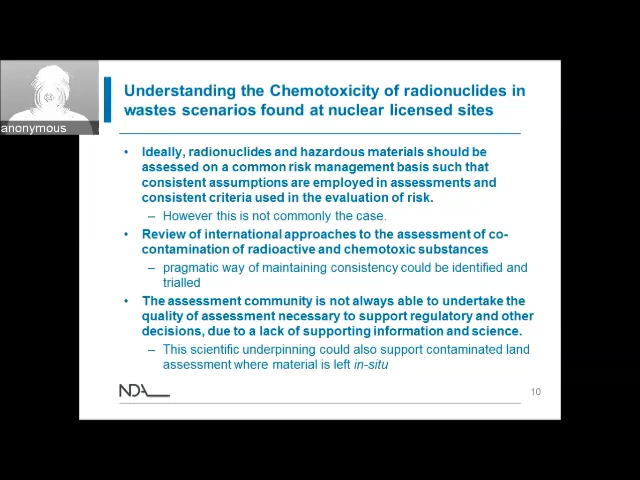 anonymous
Understanding the Chemotoxicity of radionuclides in
wastes scenarios found at nuclear licensed sites
• Ideally, radionuclides and hazardous materials should be
assessed on a common risk management basis such that
consistent assumptions are employed in assessments and
consistent criteria used in the evaluation of risk.
– However this is not commonly the case.
• Review of international approaches to the assessment of co-
contamination of radioactive and chemotoxic substances
– pragmatic way of maintaining consistency could be identified and
trialled
• The assessment community is not always able to undertake the
quality of assessment necessary to support regulatory and other
decisions, due to a lack of supporting information and science.
– This scientific underpinning could also support contaminated land
assessment where material is left in-situ
NDA
10